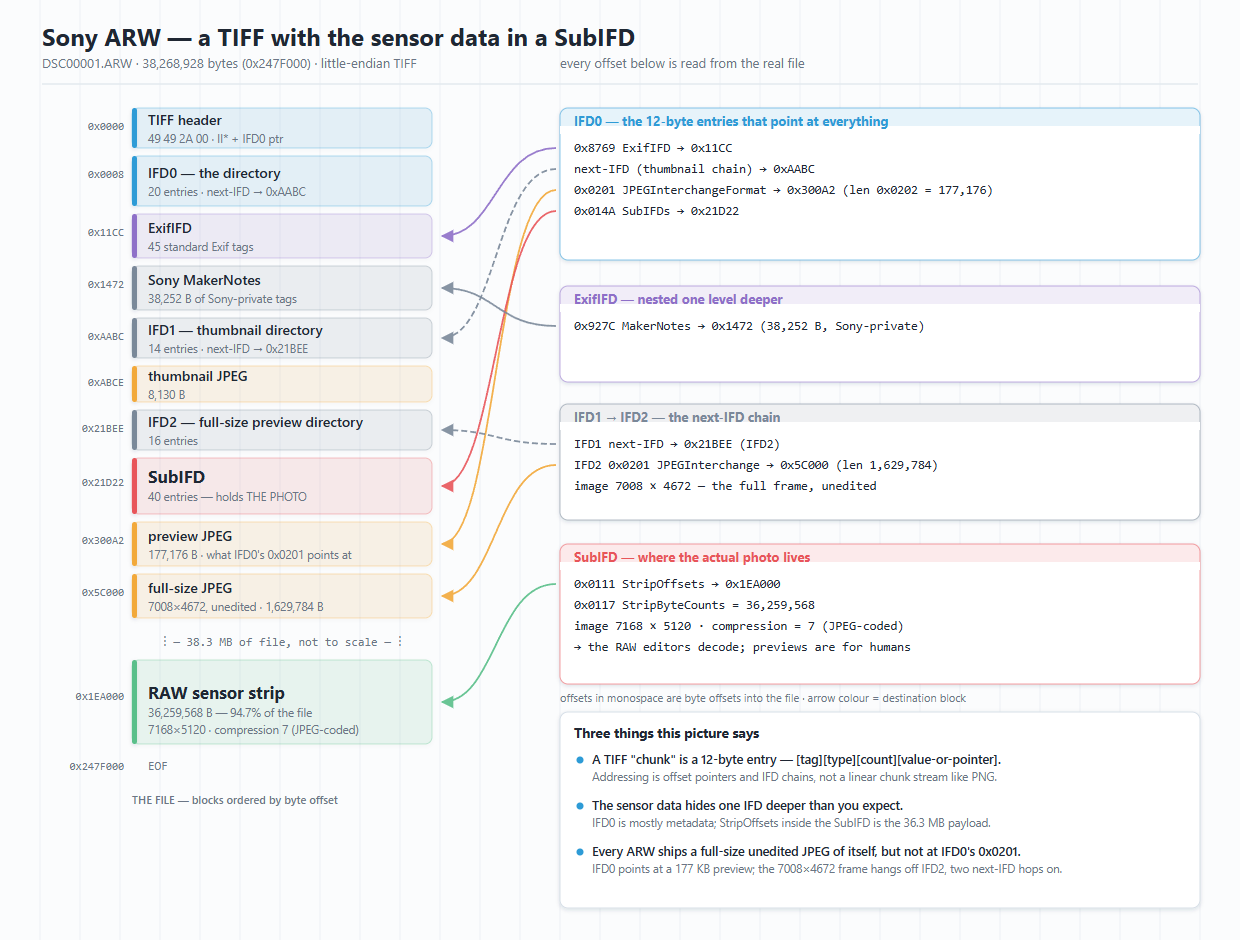 Sony ARW — a TIFF with the sensor data in a SubIFD
DSC00001.ARW · 38,268,928 bytes (0x247F000) · little-endian TIFF
every offset below is read from the real file
0x0000
TIFF header
49 49 2A 00 · II* + IFD0 ptr
0x0008
IFD0 — the directory
20 entries · next-IFD → 0xAABC
0x11CC
ExifIFD
45 standard Exif tags
0x1472
Sony MakerNotes
38,252 B of Sony-private tags
0xAABC
IFD1 — thumbnail directory
14 entries · next-IFD → 0x21BEE
0xABCE
thumbnail JPEG
8,130 B
0x21BEE
IFD2 — full-size preview directory
16 entries
0x21D22
SubIFD
40 entries — holds THE PHOTO
0x300A2
preview JPEG
177,176 B · what IFD0's 0x0201 points at
0x5C000
full-size JPEG
7008×4672, unedited · 1,629,784 B
⋮ — 38.3 MB of file, not to scale — ⋮
0x1EA000
RAW sensor strip
36,259,568 B — 94.7% of the file
7168×5120 · compression 7 (JPEG-coded)
0x247F000
EOF
THE FILE — blocks ordered by byte offset
IFD0 — the 12-byte entries that point at everything
0x8769 ExifIFD → 0x11CC
next-IFD (thumbnail chain) → 0xAABC
0x0201 JPEGInterchangeFormat → 0x300A2 (len 0x0202 = 177,176)
0x014A SubIFDs → 0x21D22
ExifIFD — nested one level deeper
0x927C MakerNotes → 0x1472 (38,252 B, Sony-private)
IFD1 → IFD2 — the next-IFD chain
IFD1 next-IFD → 0x21BEE (IFD2)
IFD2 0x0201 JPEGInterchange → 0x5C000 (len 1,629,784)
image 7008 × 4672 — the full frame, unedited
SubIFD — where the actual photo lives
0x0111 StripOffsets → 0x1EA000
0x0117 StripByteCounts = 36,259,568
image 7168 × 5120 · compression = 7 (JPEG-coded)
→ the RAW editors decode; previews are for humans
offsets in monospace are byte offsets into the file · arrow colour = destination block
Three things this picture says
A TIFF "chunk" is a 12-byte entry — [tag][type][count][value-or-pointer].
Addressing is offset pointers and IFD chains, not a linear chunk stream like PNG.
The sensor data hides one IFD deeper than you expect.
IFD0 is mostly metadata; StripOffsets inside the SubIFD is the 36.3 MB payload.
Every ARW ships a full-size unedited JPEG of itself, but not at IFD0's 0x0201.
IFD0 points at a 177 KB preview; the 7008×4672 frame hangs off IFD2, two next-IFD hops on.